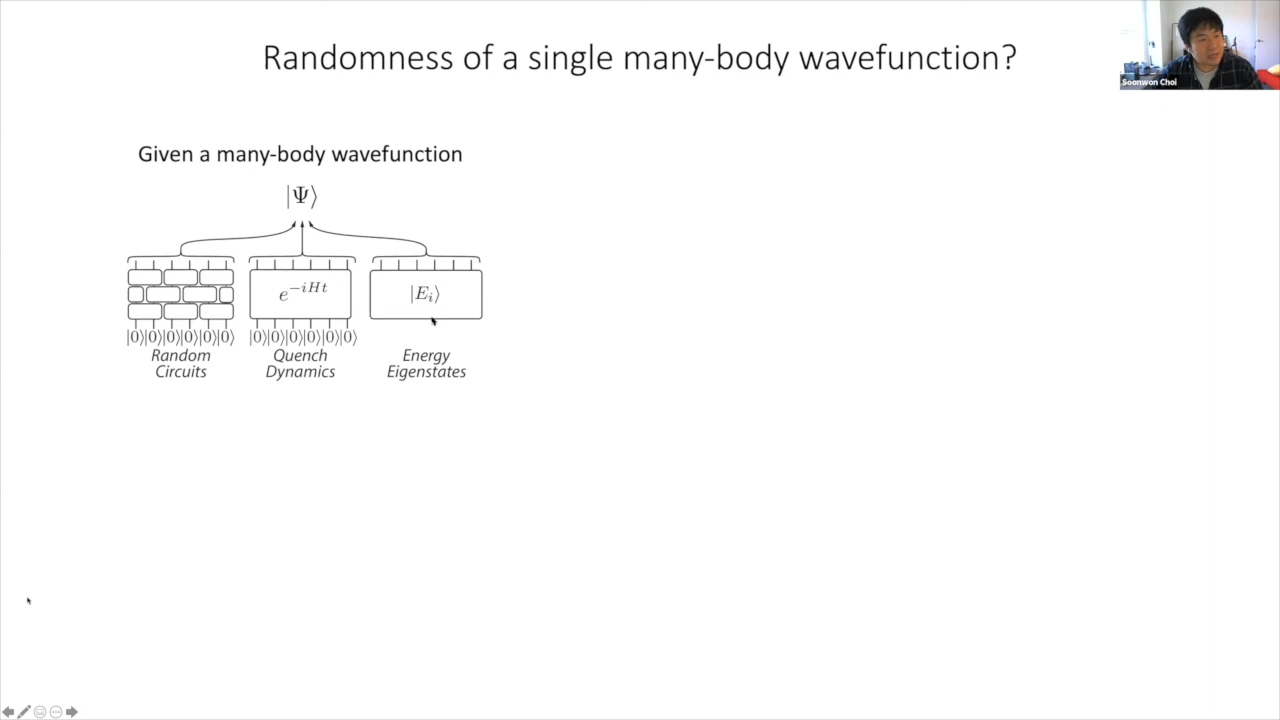 Randomness of a single many-body wavefunction?
Soonwon Choi
Given a many-body wavefunction
|Ψ⟩
e^{-iHt}
|E_i⟩
|0⟩|0⟩|0⟩|0⟩|0⟩|0⟩
|0⟩|0⟩|0⟩|0⟩|0⟩|0⟩
Random
Circuits
Quench
Dynamics
Energy
Eigenstates